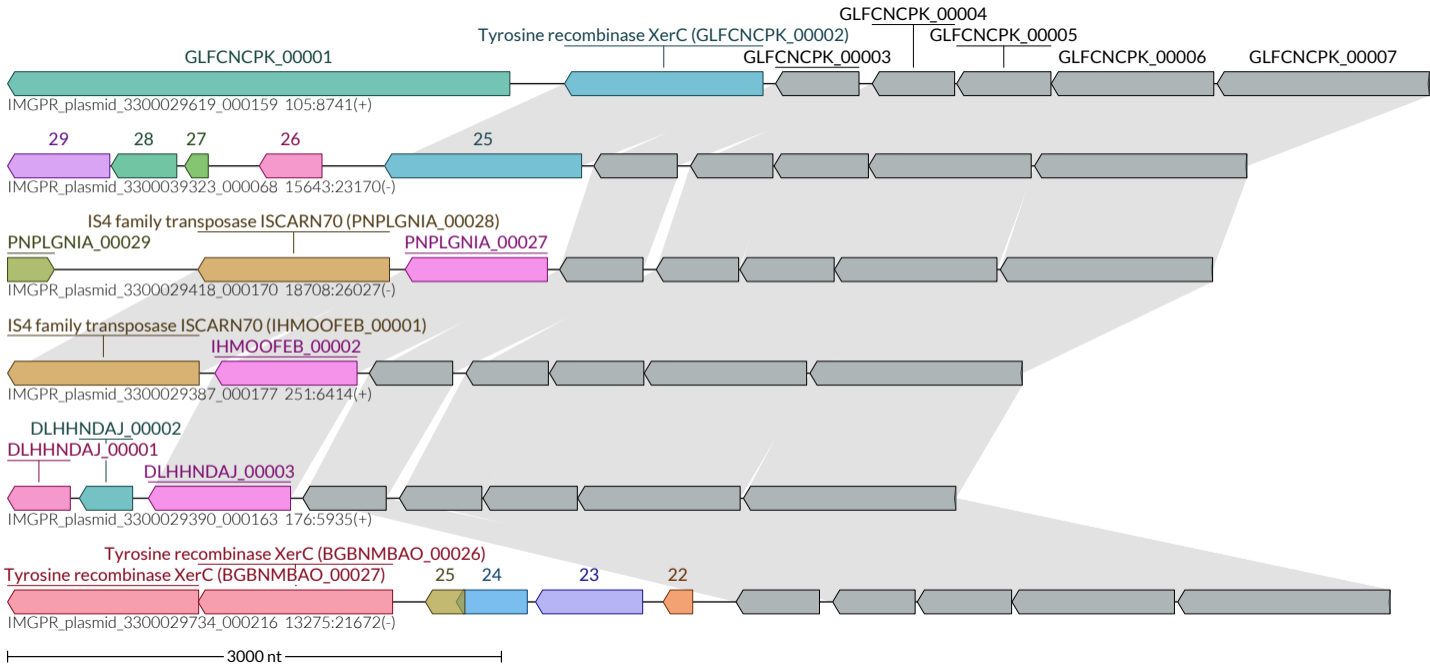 GLFCNCPK_00004
Tyrosine recombinase XerC (GLFCNCPK_00002)
GLFCNCPK_00005
GLFCNCPK_00001
GLFCNCPK_00003
GLFCNCPK_00006
GLFCNCPK_00007
IMGPR_plasmid_3300029619_000159 105:8741(+)
29 28 27 26 25
IMGPR_plasmid_3300039323_000068 15643:23170(-)
IS4 family transposase ISCARN70 (PNPLGNIA_00028)
PNPLGNIA_00029
PNPLGNIA_00027
IMGPR_plasmid_3300029418_000170 18708:26027(-)
IS4 family transposase ISCARN70 (IHMOOFEB_00001)
IHMOOFEB_00002
IMGPR_plasmid_3300029387_000177 251:6414(+)
DLHHNDAJ_00002
DLHHNDAJ_00001
DLHHNDAJ_00003
IMGPR_plasmid_3300029390_000163 176:5935(+)
Tyrosine recombinase XerC (BGBNMBAO_00026)
Tyrosine recombinase XerC (BGBNMBAO_00027)
25 24 23 22
IMGPR_plasmid_3300029734_000216 13275:21672(-)
3000 nt